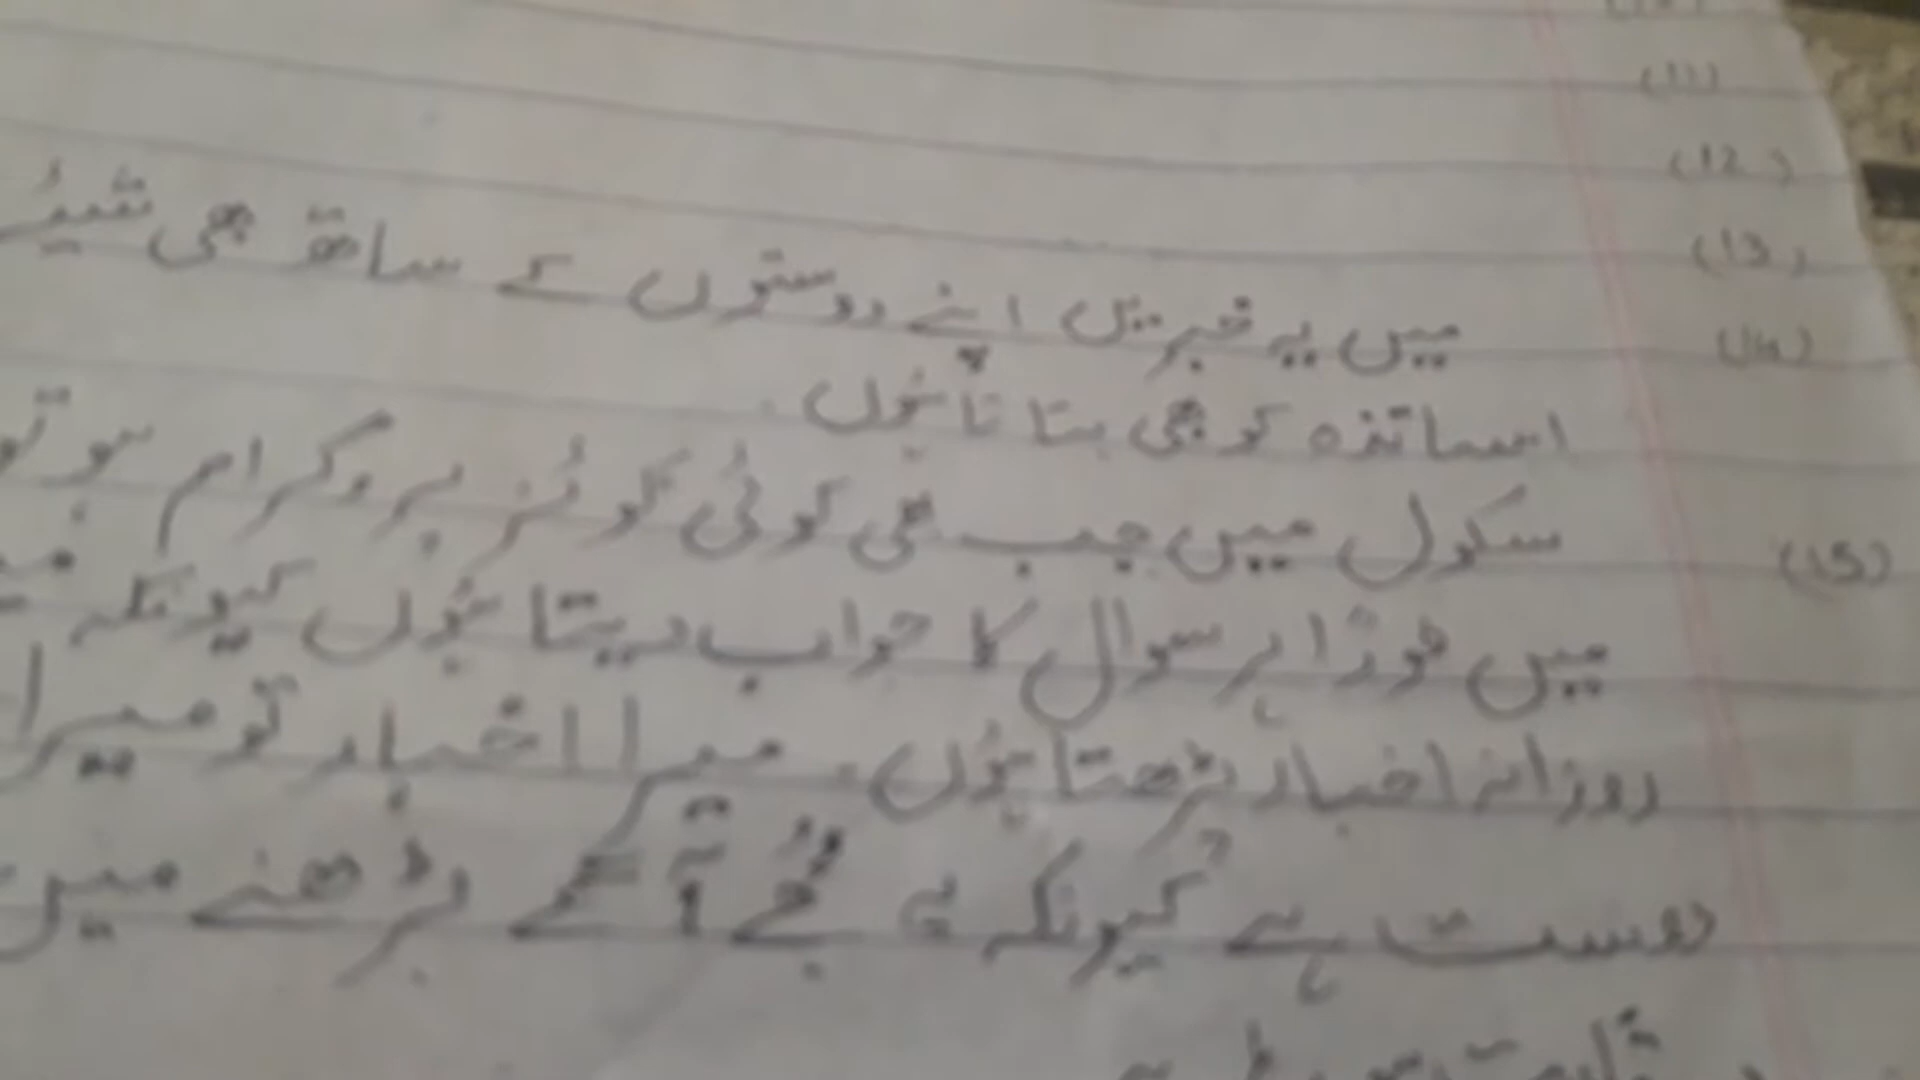 (11)
(12)
(13)
(14) میں یہ خبریں اپنے دوستوں کے ساتھ بھی شیئر
اساتذہ کو بھی بتاتا ہوں۔
(15) سکول میں جب بھی کوئی کوئز پروگرام ہو تو
میں فوراً ہر سوال کا جواب دیتا ہوں کیونکہ
روزانہ اخبار پڑھتا ہوں۔ میرا اخبار تو میرا
دوست ہے کیونکہ یہ مجھے آگے بڑھنے میں